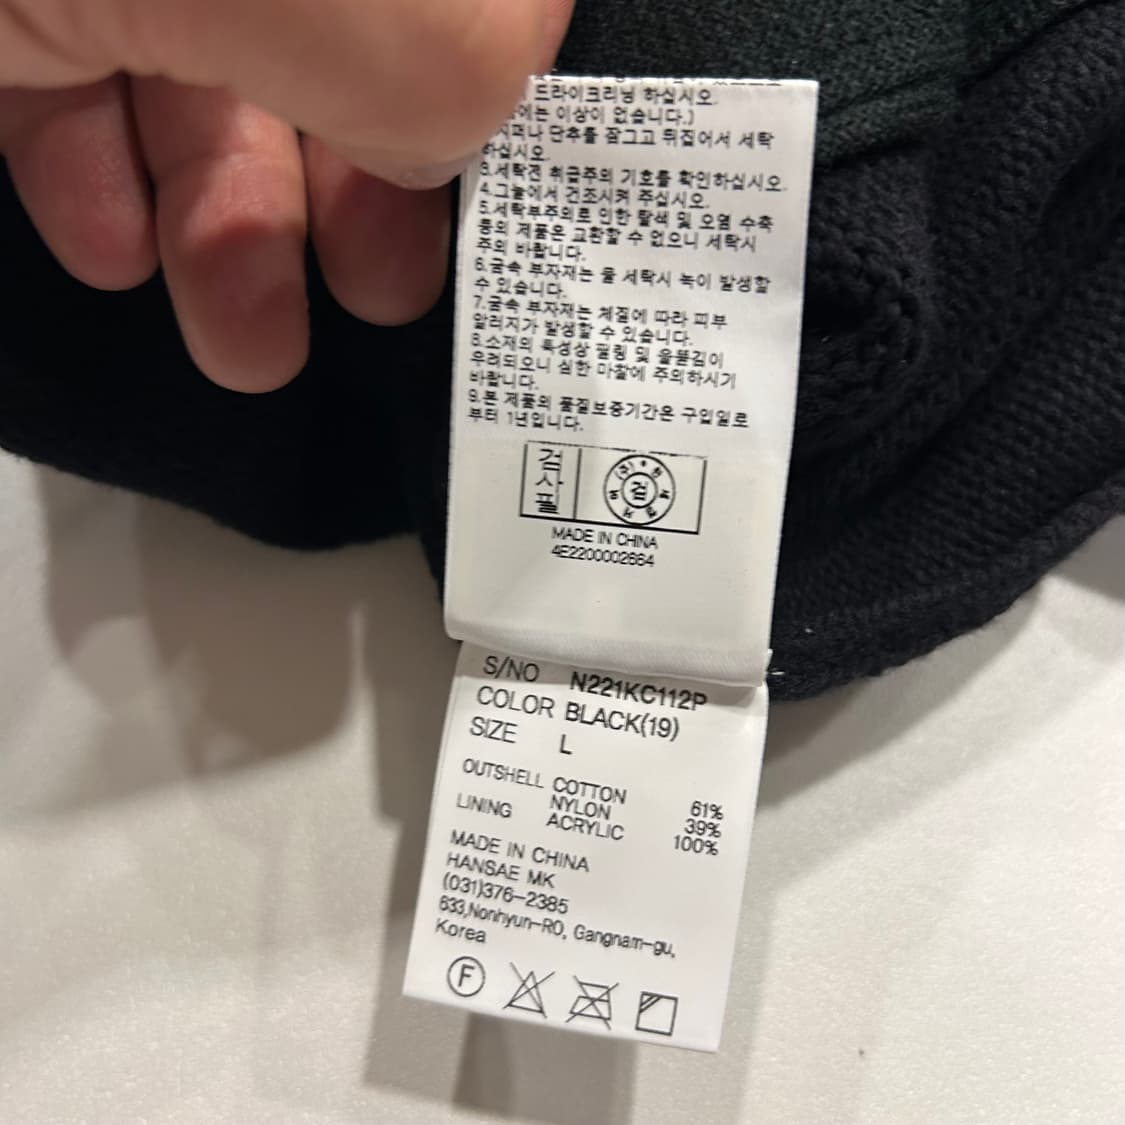 드라이크리닝 하십시오.
이상이 없습니다.)
단추를 잠그고 뒤집어서 세탁
하십시오.
3.세탁전 취급주의 기호를 확인하십시오.
4.그늘에서 건조시켜 주십시오.
5.세탁부주의로 인한 탈색 및 오염 수축
등의 제품은 교환할 수 없으니 세탁시
주의 바랍니다.
6.금속 부자재는 물 세탁시 녹이 발생할
수 있습니다.
7.금속 부자재는 체질에 따라 피부
알러지가 발생할 수 있습니다.
8.소재의 특성상 필링 및 올뜯김이
우려되오니 심한 마찰에 주의하시기
바랍니다.
9.본 제품의 품질보증기간은 구입일로
부터 1년입니다.
검사필
(주)
검
MADE IN CHINA
4E2200002664
S/NO N221KC112P
COLOR BLACK(19)
SIZE L
OUTSHELL COTTON 61%
NYLON 39%
LINING ACRYLIC 100%
MADE IN CHINA
HANSAE MK
(031)376-2385
633,Nonhyun-RO, Gangnam-gu,
Korea
F